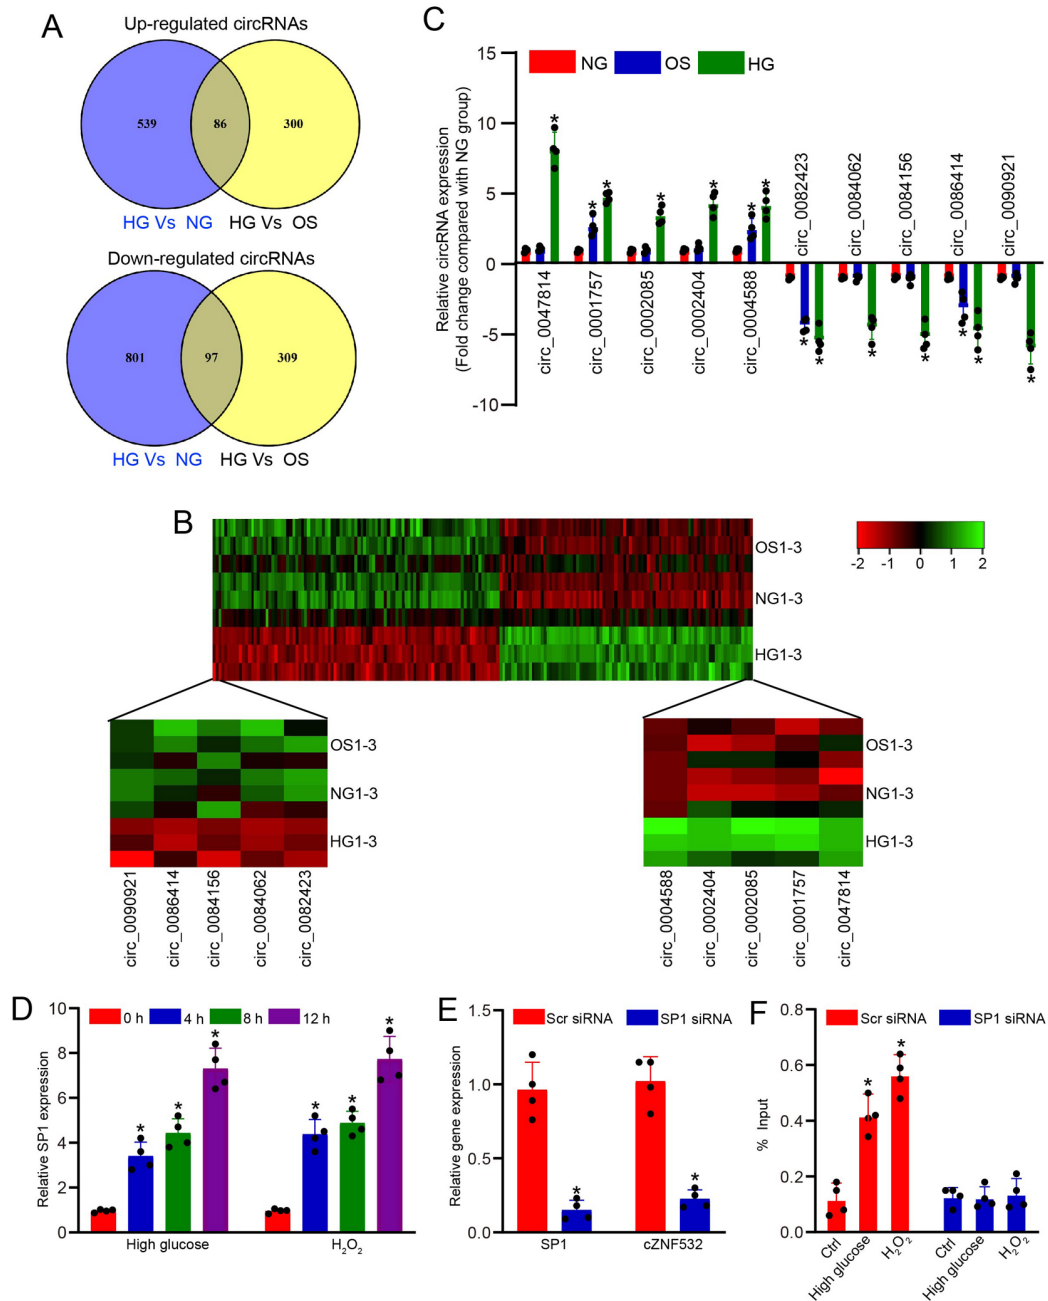 A
Up-regulated circRNAs
539
86
300
HG Vs NG
HG Vs OS
Down-regulated circRNAs
801
97
309
HG Vs NG
HG Vs OS
C
Relative circRNA expression
(Fold change compared with NG group)
15
10
5
0
-5
-10
NG
OS
HG
*
*
*
*
*
*
*
*
*
*
*
*
*
*
circ_0047814
circ_0001757
circ_0002085
circ_0002404
circ_0004588
circ_0082423
circ_0084062
circ_0084156
circ_0086414
circ_0090921
B
OS1-3
NG1-3
HG1-3
-2 -1 0 1 2
OS1-3
NG1-3
HG1-3
circ_0090921
circ_0086414
circ_0084156
circ_0084062
circ_0082423
OS1-3
NG1-3
HG1-3
circ_0004588
circ_0002404
circ_0002085
circ_0001757
circ_0047814
D
Relative SP1 expression
10
8
6
4
2
0
0 h
4 h
8 h
12 h
*
*
*
*
*
*
High glucose
H2O2
E
Relative gene expression
1.5
1.0
0.5
0.0
Scr siRNA
SP1 siRNA
*
*
SP1
cZNF532
F
% Input
0.8
0.6
0.4
0.2
0.0
Scr siRNA
SP1 siRNA
*
*
Ctrl
High glucose
H2O2
Ctrl
High glucose
H2O2